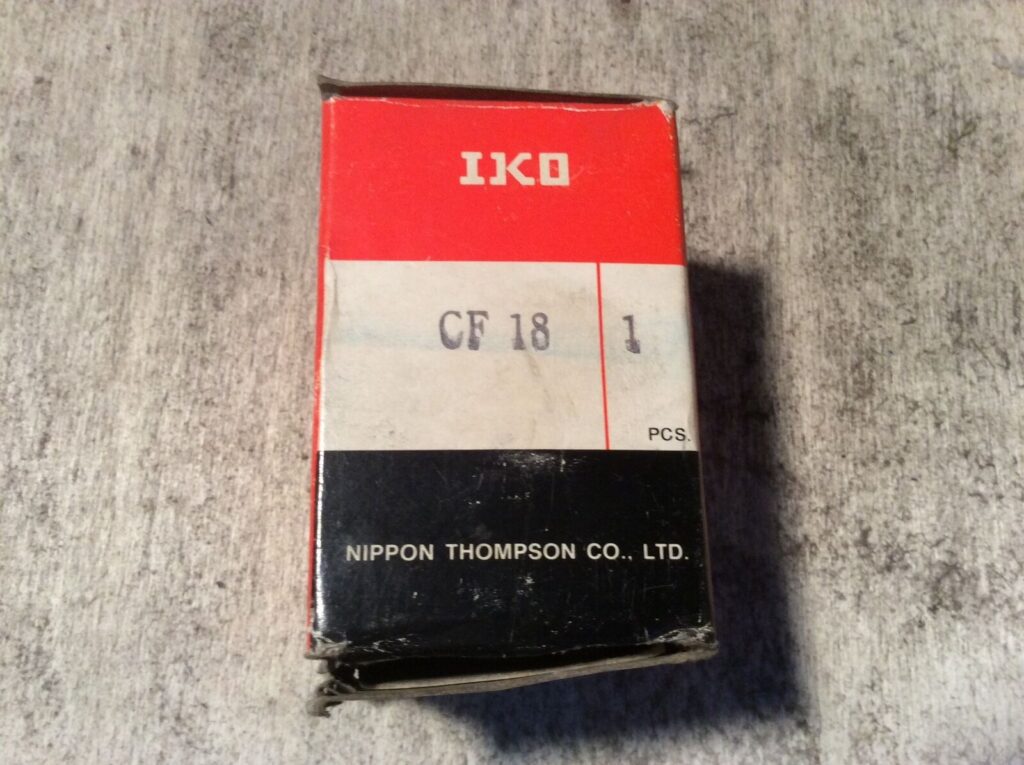 IKO
CF 18 1
PCS.
NIPPON THOMPSON CO., LTD.